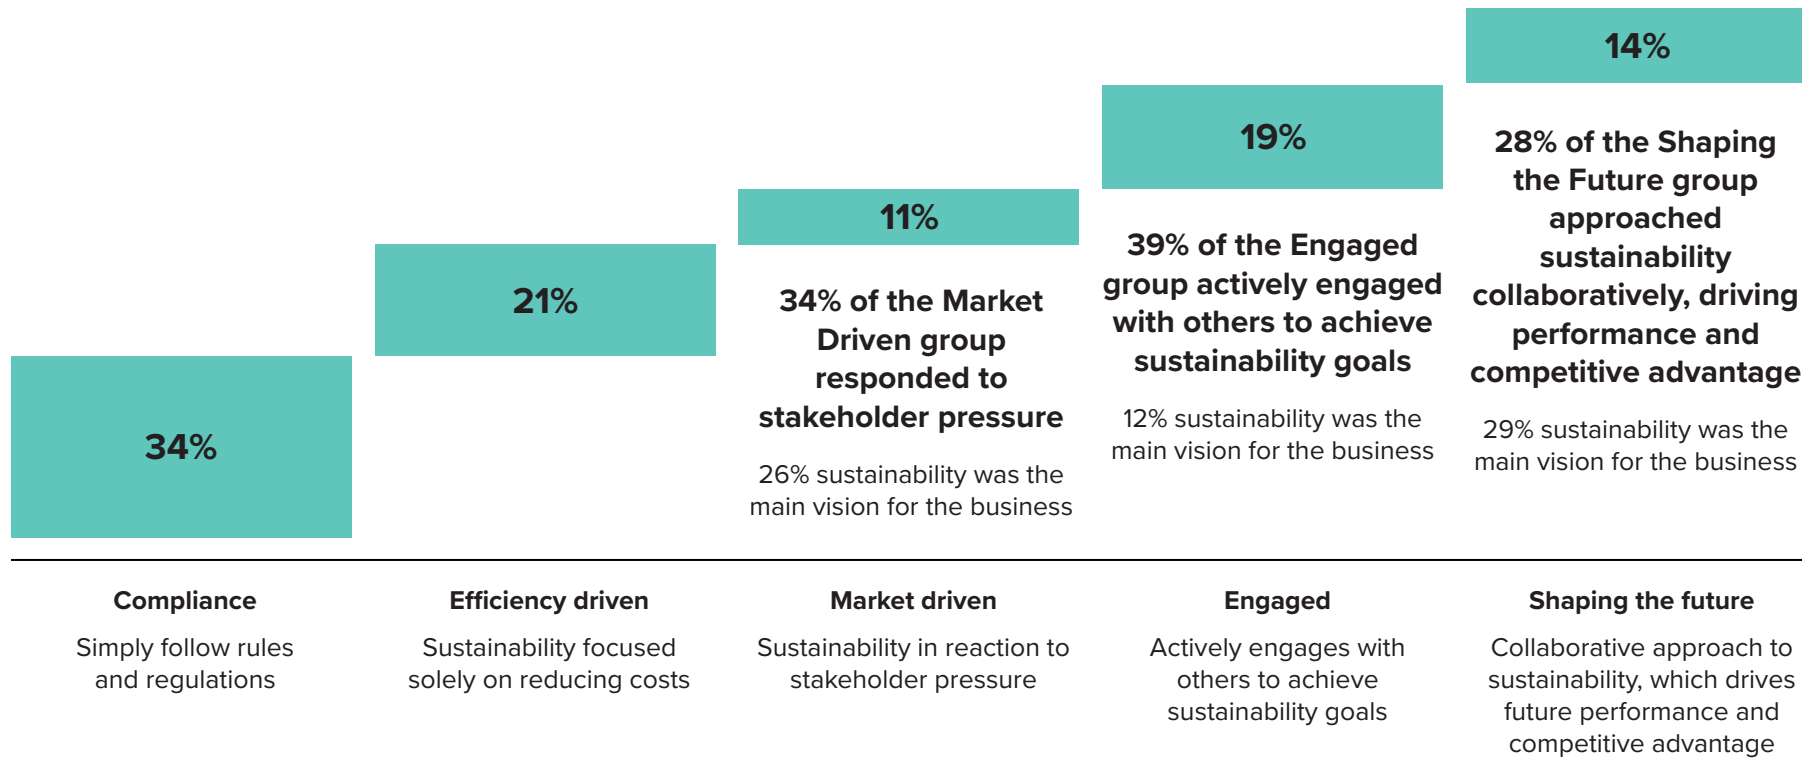 34%
21%
11%
34% of the Market
Driven group
responded to
stakeholder pressure
26% sustainability was the
main vision for the business
19%
39% of the Engaged
group actively engaged
with others to achieve
sustainability goals
12% sustainability was the
main vision for the business
14%
28% of the Shaping
the Future group
approached
sustainability
collaboratively, driving
performance and
competitive advantage
29% sustainability was the
main vision for the business
Compliance
Simply follow rules
and regulations
Efficiency driven
Sustainability focused
solely on reducing costs
Market driven
Sustainability in reaction to
stakeholder pressure
Engaged
Actively engages with
others to achieve
sustainability goals
Shaping the future
Collaborative approach to
sustainability, which drives
future performance and
competitive advantage